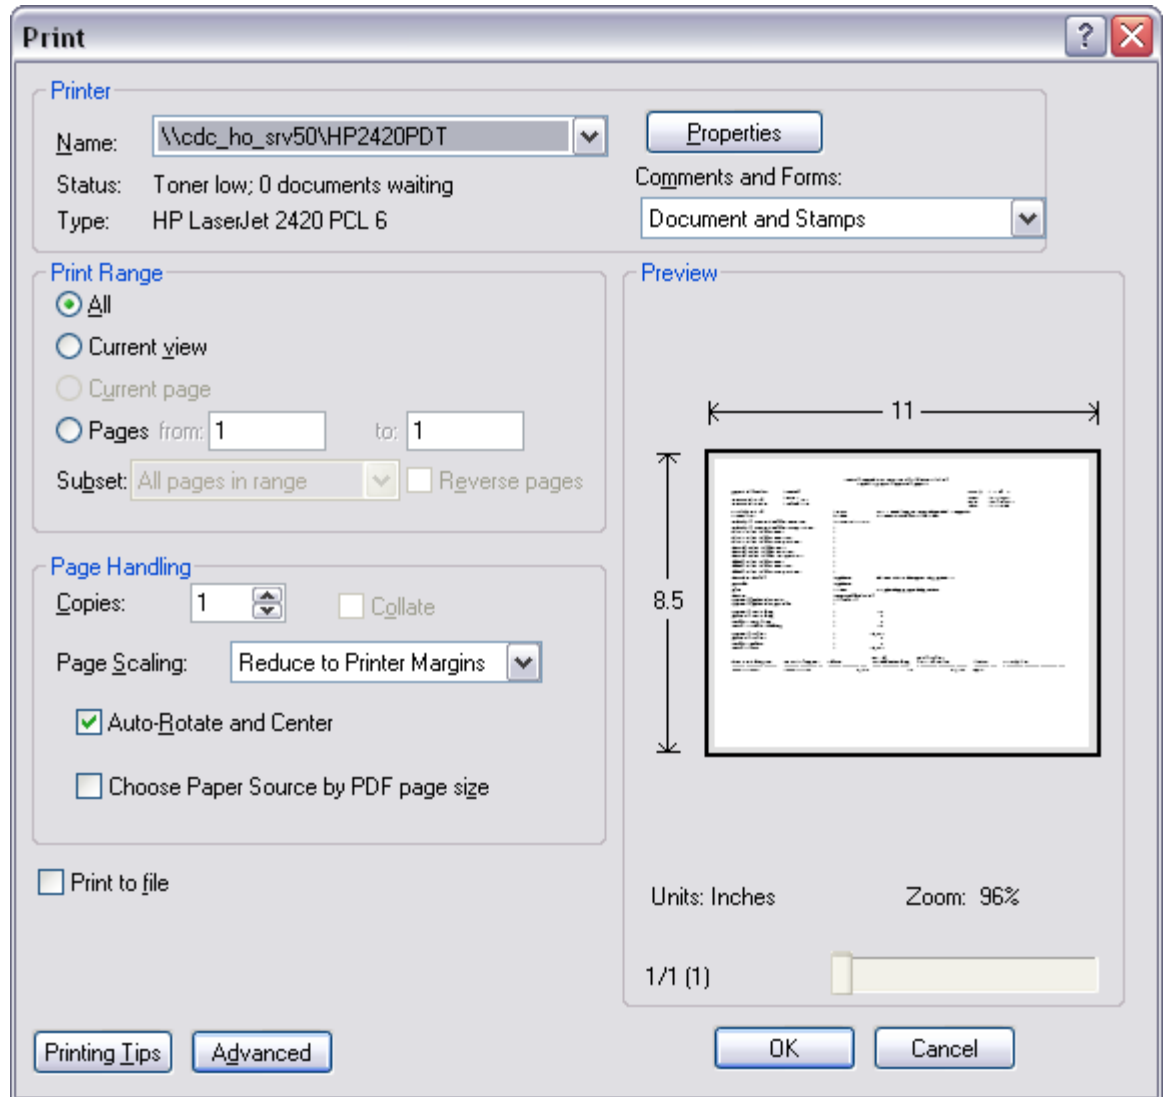 Print
Printer
Name: \\cdc_ho_srv50\HP2420PDT Properties
Status: Toner low; 0 documents waiting Comments and Forms:
Type: HP LaserJet 2420 PCL 6 Document and Stamps
Print Range
All
Current view
Current page
Pages from: 1 to: 1
Subset: All pages in range Reverse pages
Page Handling
Copies: 1 Collate
Page Scaling: Reduce to Printer Margins
Auto-Rotate and Center
Choose Paper Source by PDF page size
Print to file
Preview
11
8.5
Units: Inches Zoom: 96%
1/1 (1)
Printing Tips Advanced OK Cancel